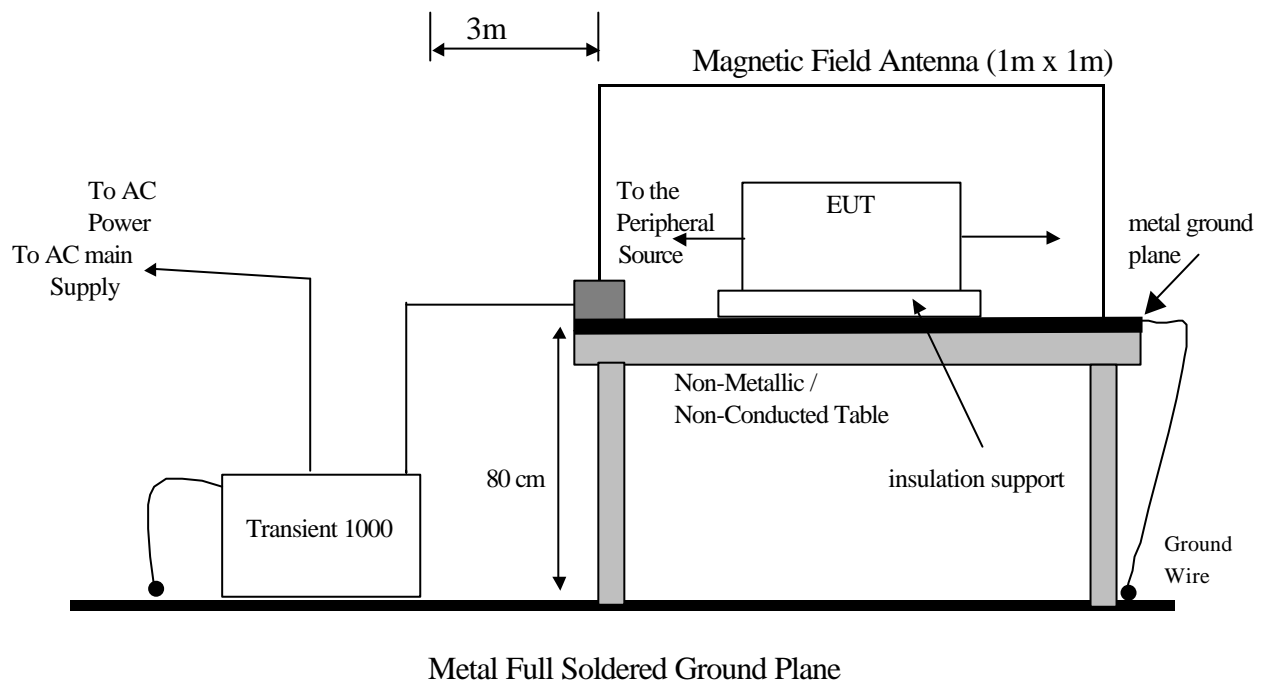 3m
Magnetic Field Antenna (1m x 1m)
To AC
Power
To AC main
Supply
To the
Peripheral
Source
EUT
metal ground
plane
Non-Metallic /
Non-Conducted Table
80 cm
insulation support
Transient 1000
Ground
Wire
Metal Full Soldered Ground Plane